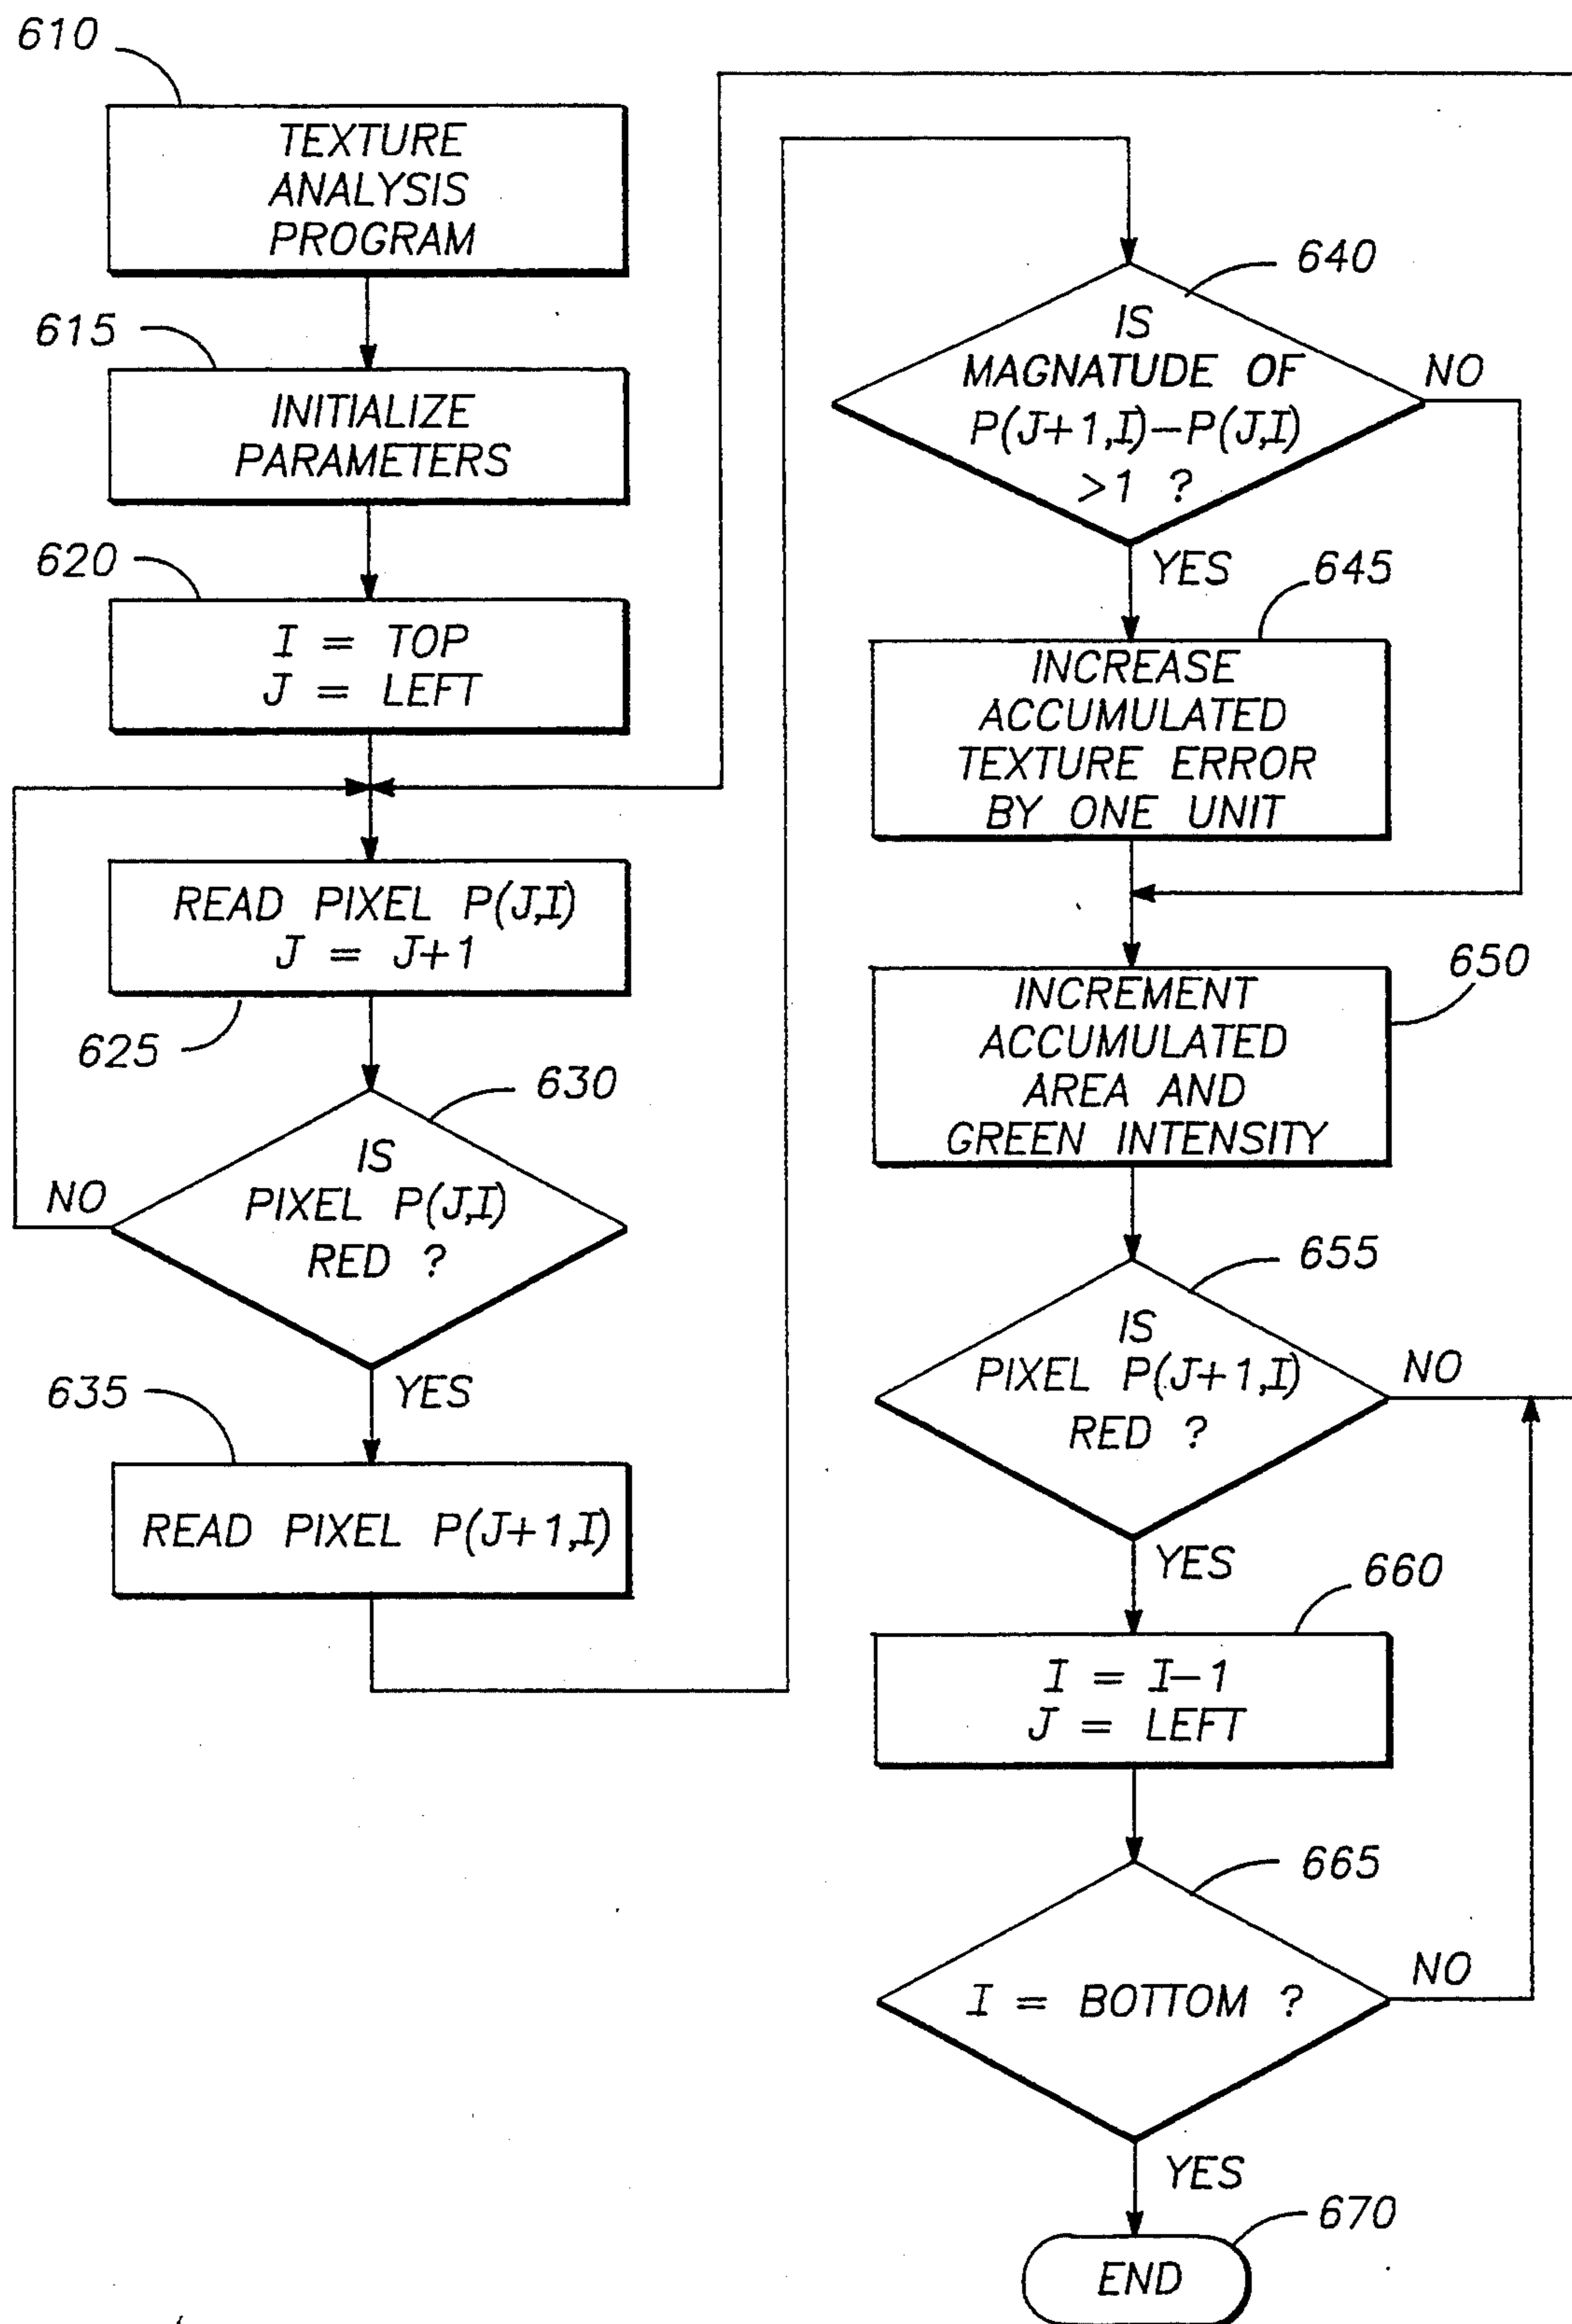 610
TEXTURE
ANALYSIS
PROGRAM
615
INITIALIZE
PARAMETERS
620
I = TOP
J = LEFT
READ PIXEL P(J,I)
J = J+1
625
630
IS
PIXEL P(J,I)
RED ?
NO
YES
635
READ PIXEL P(J+1,I)
640
IS
MAGNATUDE OF
P(J+1,I)-P(J,I)
>1 ?
NO
YES
645
INCREASE
ACCUMULATED
TEXTURE ERROR
BY ONE UNIT
650
INCREMENT
ACCUMULATED
AREA AND
GREEN INTENSITY
655
IS
PIXEL P(J+1,I)
RED ?
NO
YES
660
I = I-1
J = LEFT
665
I = BOTTOM ?
NO
YES
670
END